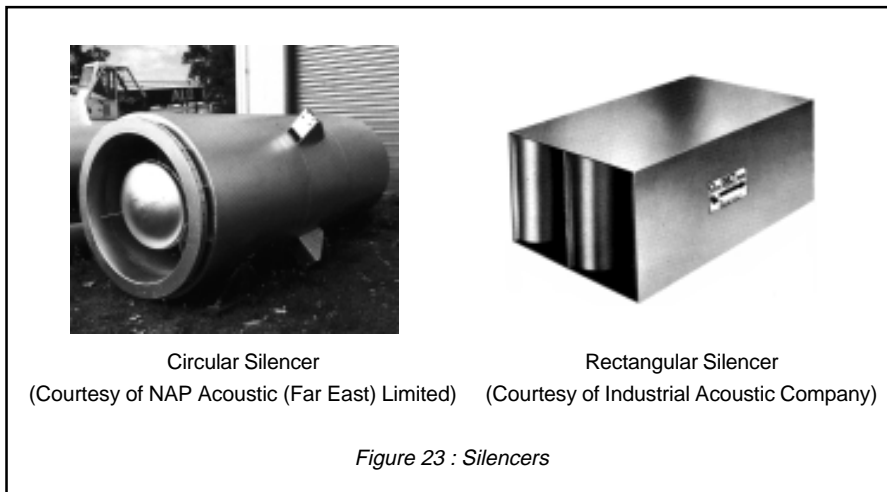 Circular Silencer
(Courtesy of NAP Acoustic (Far East) Limited)
Rectangular Silencer
(Courtesy of Industrial Acoustic Company)
Figure 23 : Silencers